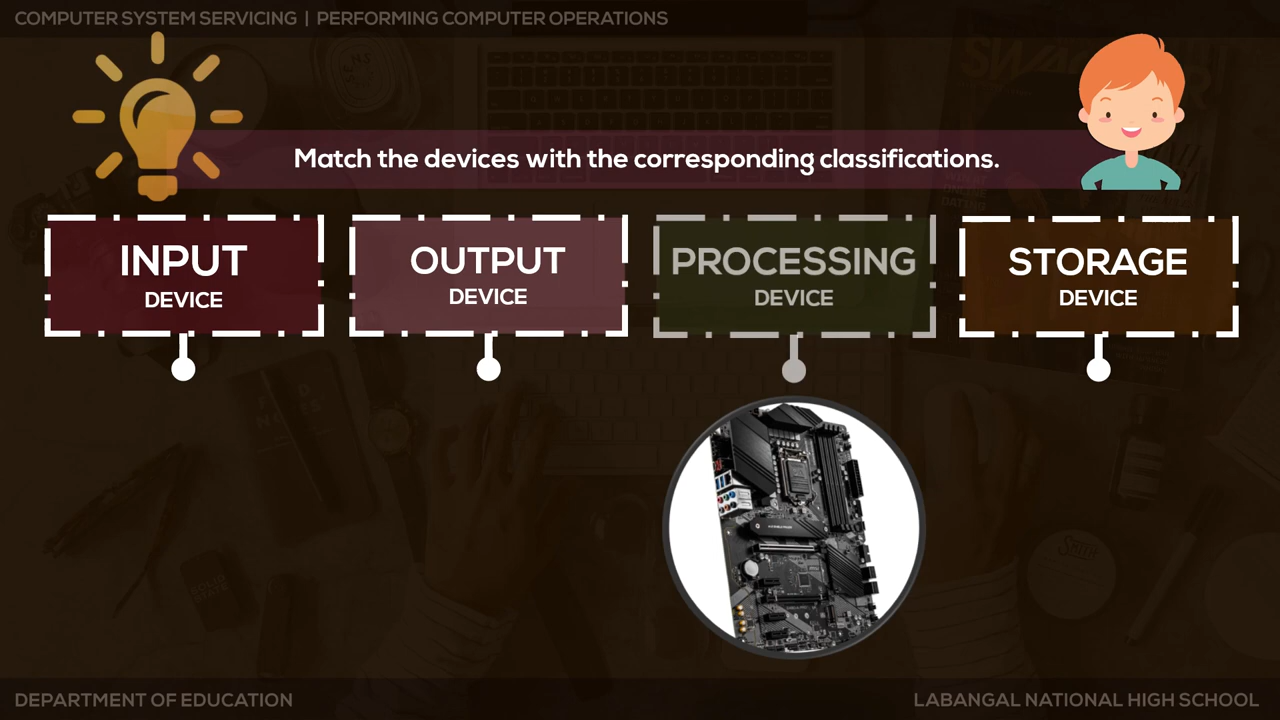 COMPUTER SYSTEM SERVICING | PERFORMING COMPUTER OPERATIONS
Match the devices with the corresponding classifications.
INPUT
DEVICE
OUTPUT
DEVICE
PROCESSING
DEVICE
STORAGE
DEVICE
DEPARTMENT OF EDUCATION
LABANGAL NATIONAL HIGH SCHOOL